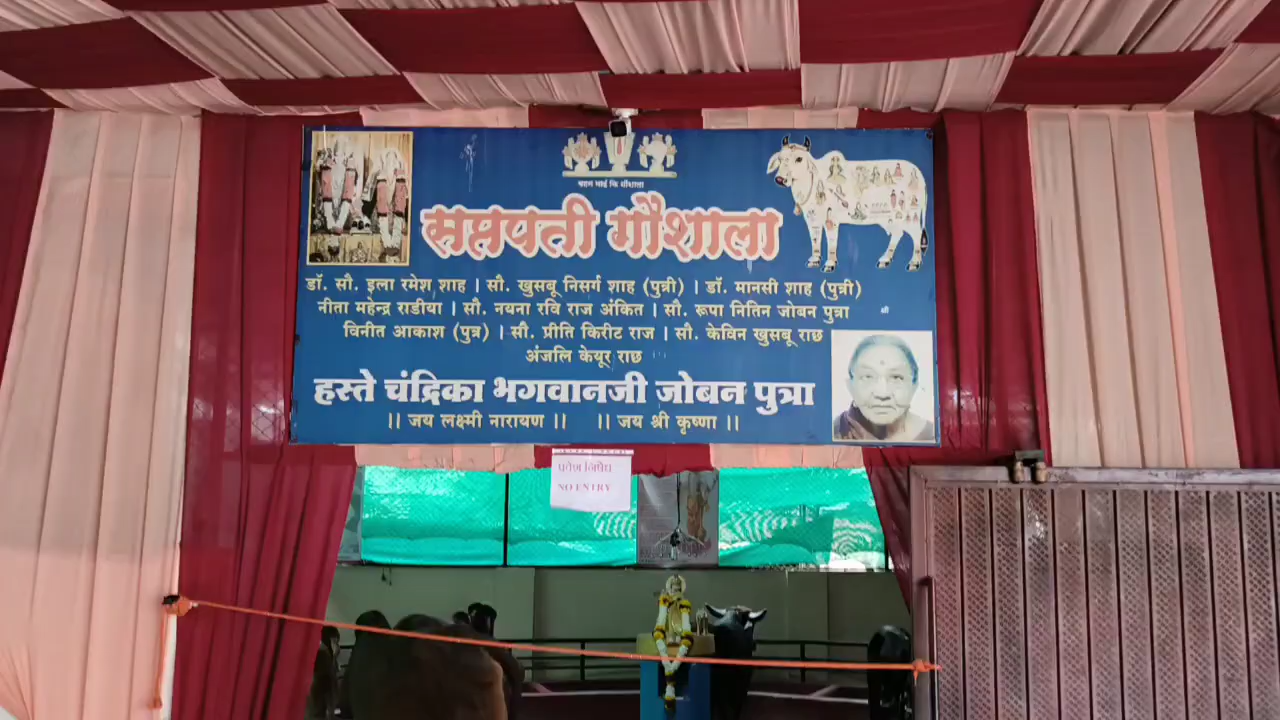 सप्तपती गौशाला
डॉ. सौ. इला रमेश शाह | सौ. खुसबू निसर्ग शाह (पुत्री) | डॉ. मानसी शाह (पुत्री)
नीता महेन्द्र राडीया | सौ. नयना रवि राज अंकित | सौ. रूपा नितिन जोबन पुत्रा
विनीत आकाश (पुत्र) | सौ. प्रीति किरीट राज | सौ. केविन खुसबू राछ
अंजलि केयूर राछ
हस्ते चंद्रिका भगवानजी जोबन पुत्रा
|| जय लक्ष्मी नारायण || || जय श्री कृष्णा ||
प्रवेश निषेध
NO ENTRY